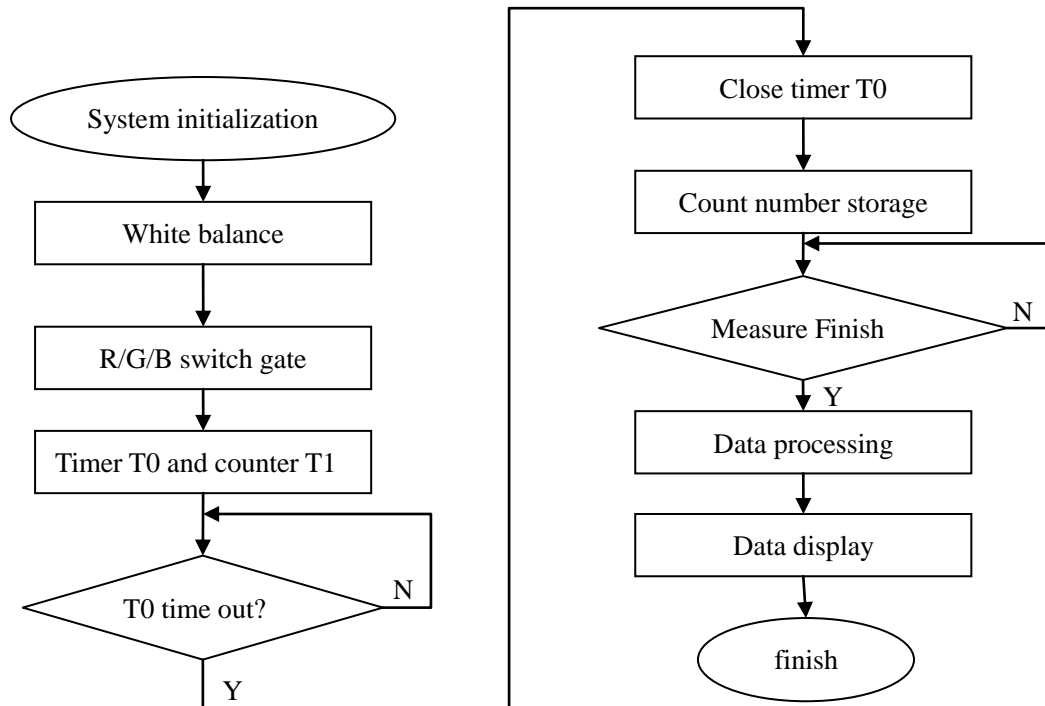 System initialization
White balance
R/G/B switch gate
Timer T0 and counter T1
T0 time out?
N
Y
Close timer T0
Count number storage
Measure Finish
N
Y
Data processing
Data display
finish